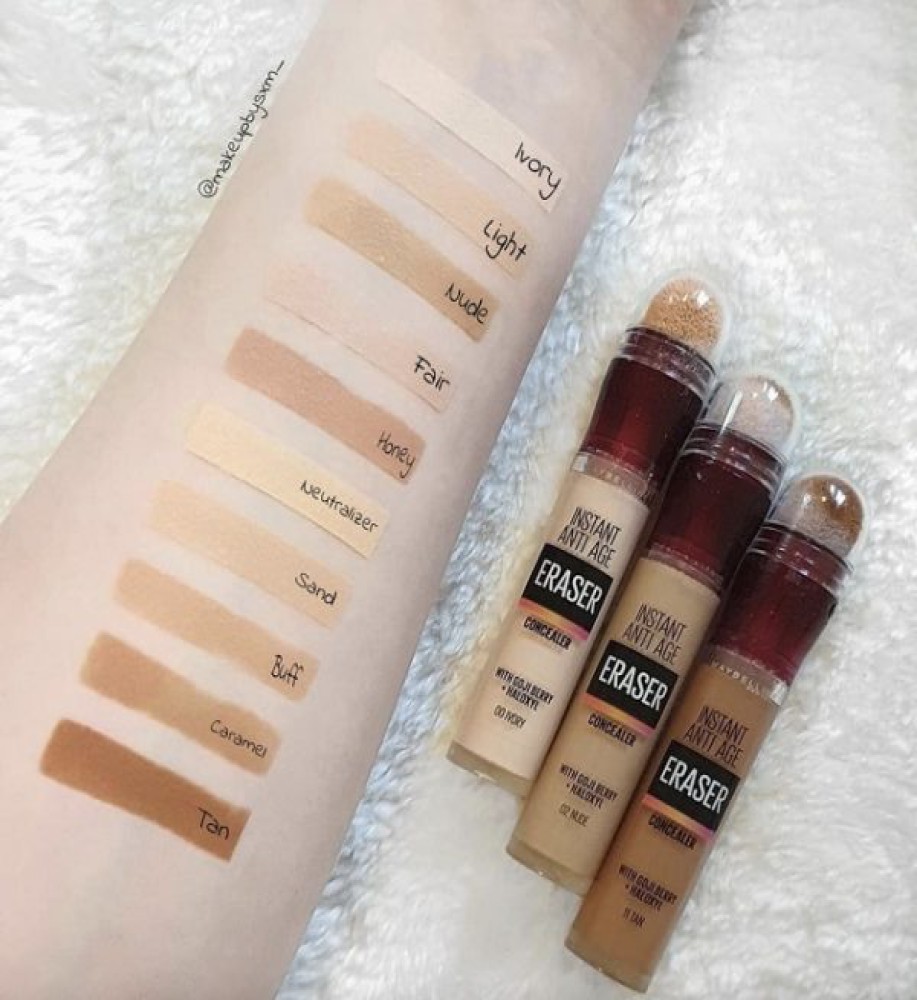 @makeupbysxm_
Ivory
Light
Nude
Fair
Honey
Neutralizer
Sand
Buff
Caramel
Tan
INSTANT
ANTI AGE
ERASER
CONCEALER
WITH GOJI BERRY
+ HALOXYL
00 IVORY
INSTANT
ANTI AGE
ERASER
CONCEALER
WITH GOJI BERRY
+ HALOXYL
02 NUDE
INSTANT
ANTI AGE
ERASER
CONCEALER
WITH GOJI BERRY
+ HALOXYL
11 TAN